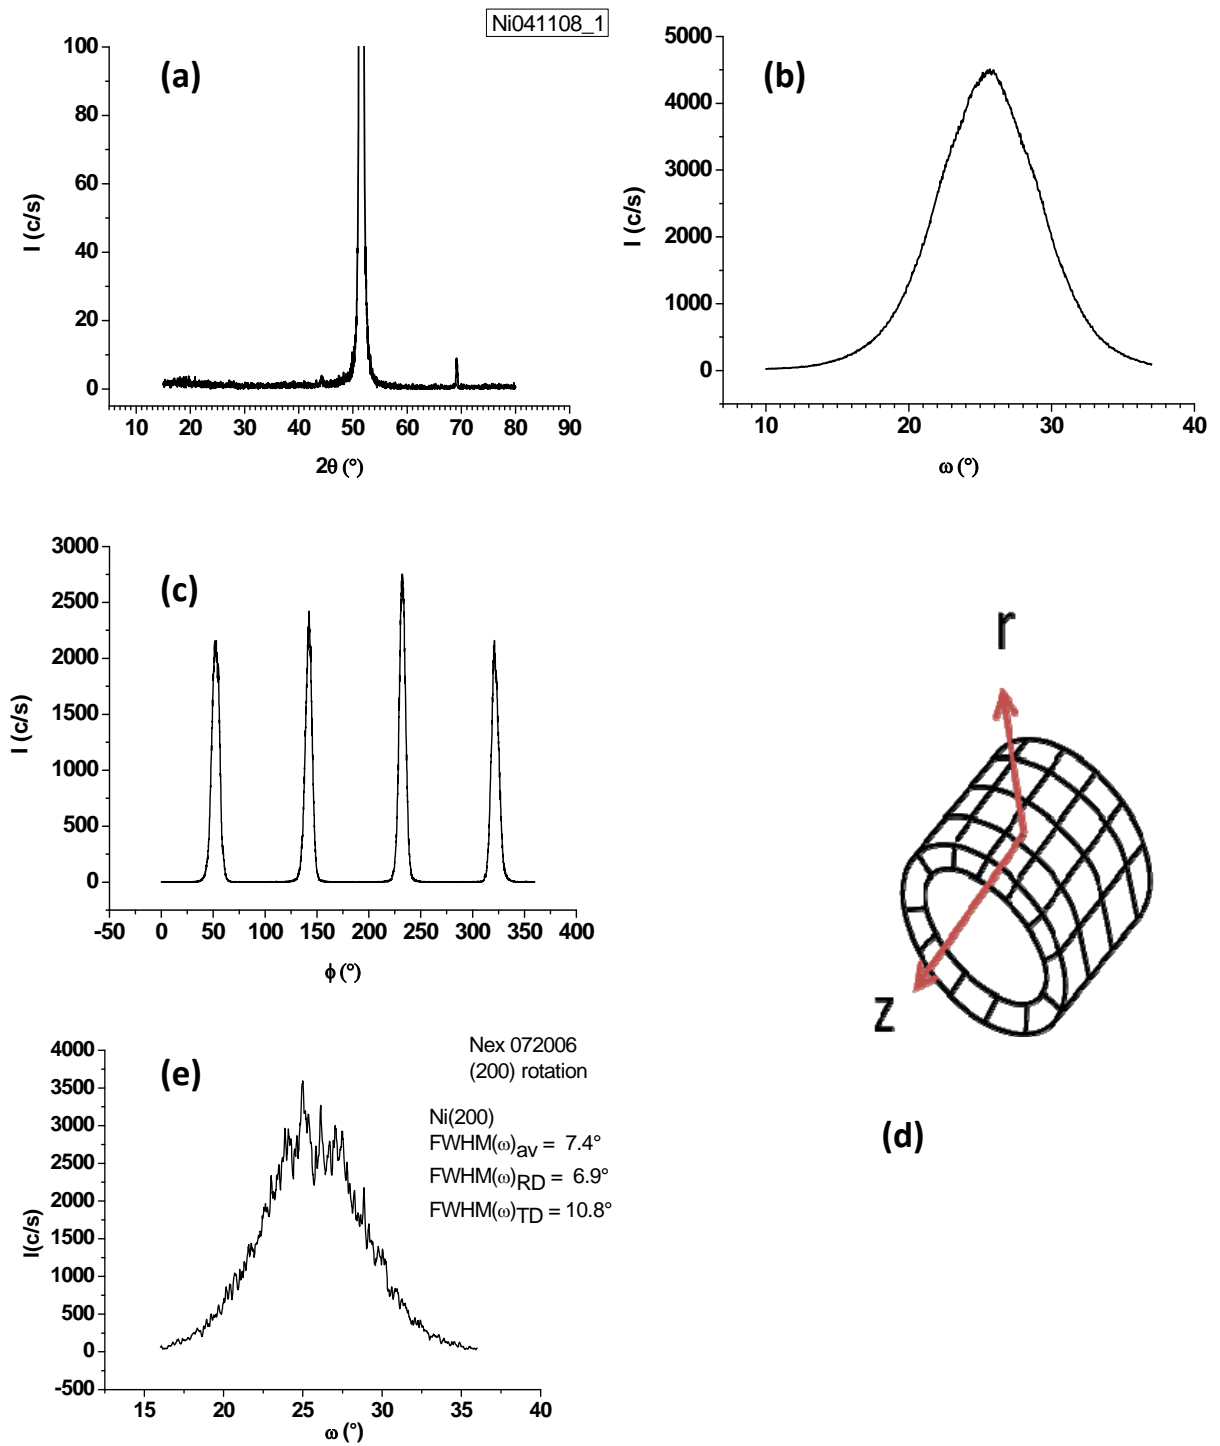 Ni041108_1
(a)
100
80
60
40
20
0
I (c/s)
10 20 30 40 50 60 70 80 90
2θ (°)
(b)
5000
4000
3000
2000
1000
0
I (c/s)
10 20 30 40
ω (°)
(c)
3000
2500
2000
1500
1000
500
0
I (c/s)
-50 0 50 100 150 200 250 300 350 400
ϕ (°)
r
z
(d)
(e)
4000
3500
3000
2500
2000
1500
1000
500
0
-500
I(c/s)
15 20 25 30 35 40
ω (°)
Nex 072006
(200) rotation
Ni(200)
FWHM(ω)av = 7.4°
FWHM(ω)RD = 6.9°
FWHM(ω)TD = 10.8°